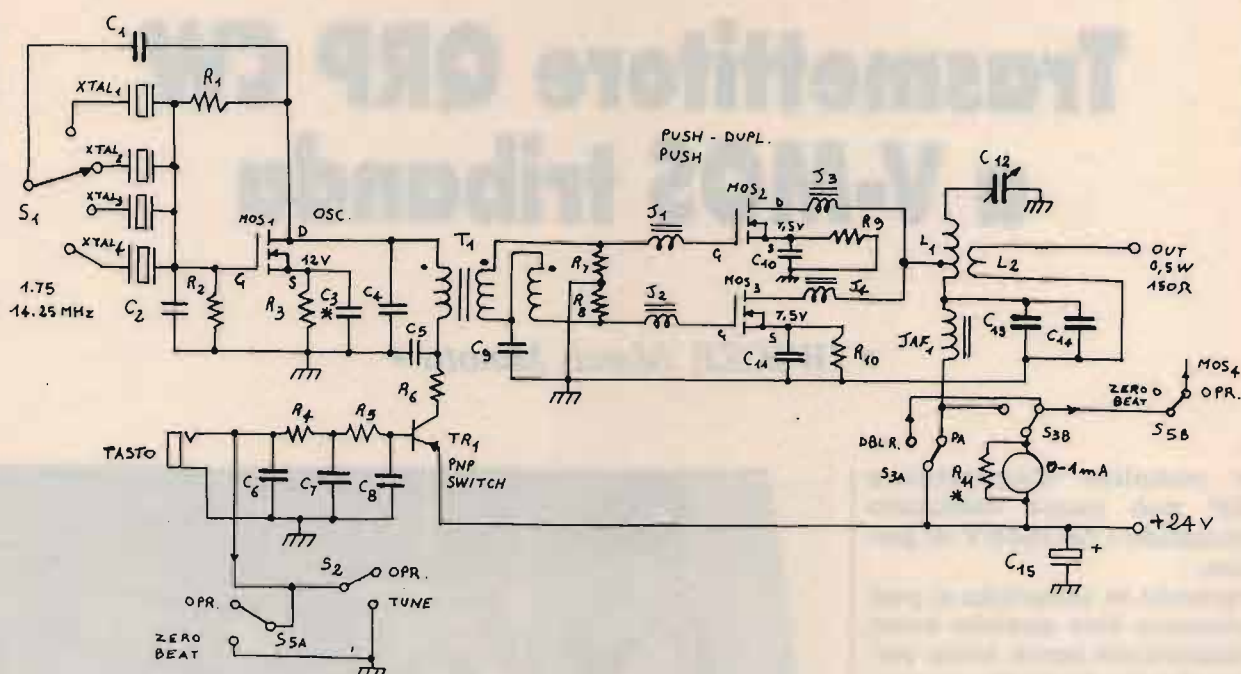 C1
R1
XTAL1
XTAL2
XTAL3
XTAL4
S1
1.75
14.25 MHz
C2
R2
MOS1
OSC.
D
G
S
12V
R3
C3
*
C4
C5
T1
R6
C9
R7
R8
J1
J2
PUSH - DUPL.
PUSH
MOS2
D
G
7,5V
S
C10
R9
J3
MOS3
J4
G
7,5V
S
C11
R10
C12
L1
L2
OUT
0,5W
150Ω
JAF1
C13
C14
MOS4
ZERO
BEAT
OPR.
S5B
DBLR.
PA
S3A
S3B
R11
*
0-1mA
+24V
C15
+
TASTO
R4
R5
C6
C7
C8
TR1
PNP
SWITCH
S2
OPR.
TUNE
OPR.
S5A
ZERO
BEAT